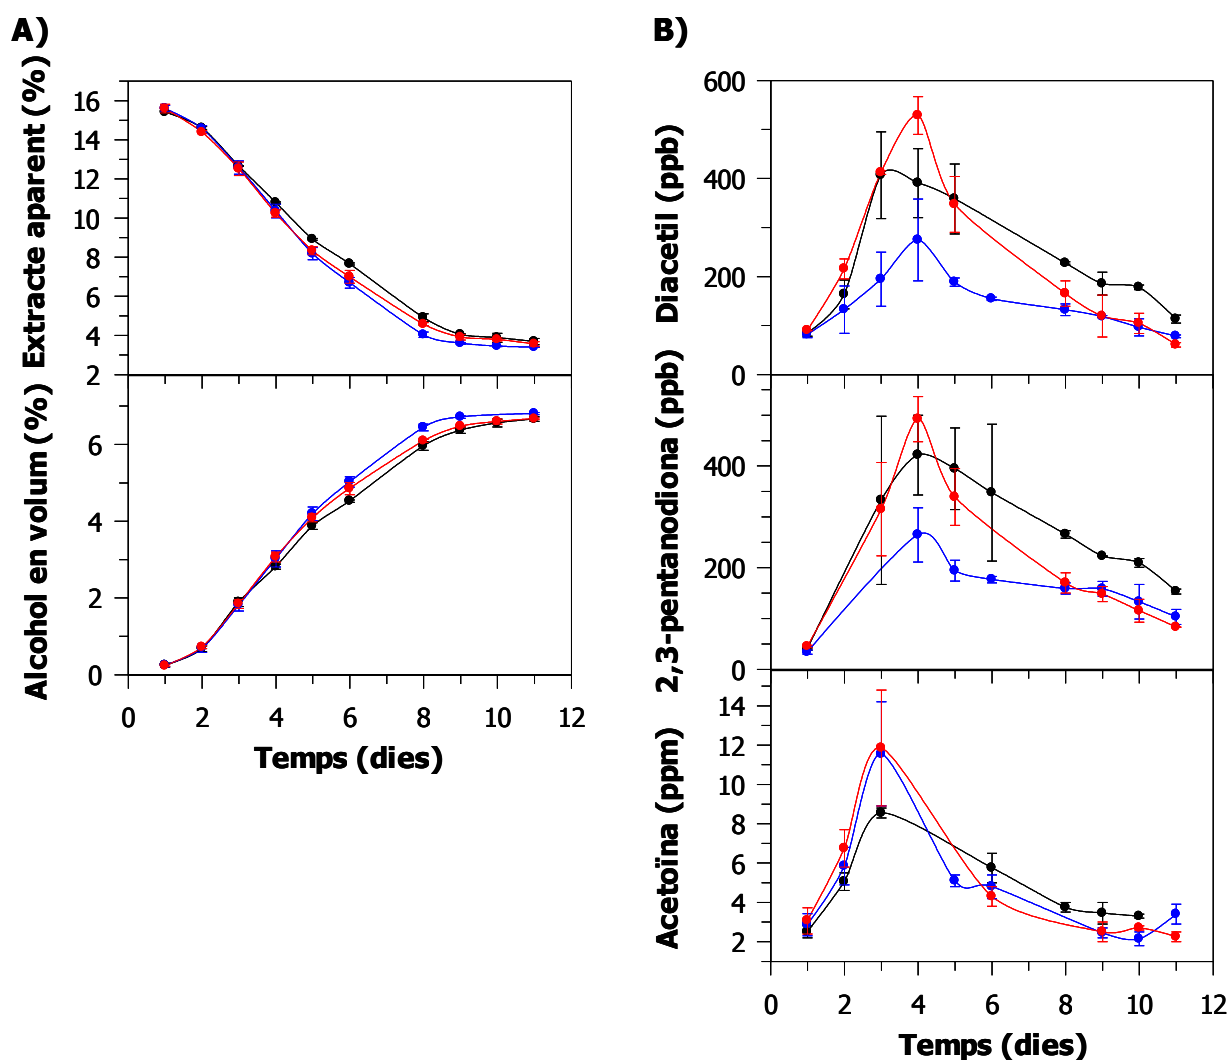 A)
Extracte aparent (%)
16
14
12
10
8
6
4
2
Alcohol en volum (%)
6
4
2
0
0 2 4 6 8 10 12
Temps (dies)
B)
Diacetil (ppb)
600
400
200
0
2,3-pentanodiona (ppb)
400
200
0
Acetoïna (ppm)
14
12
10
8
6
4
2
0 2 4 6 8 10 12
Temps (dies)